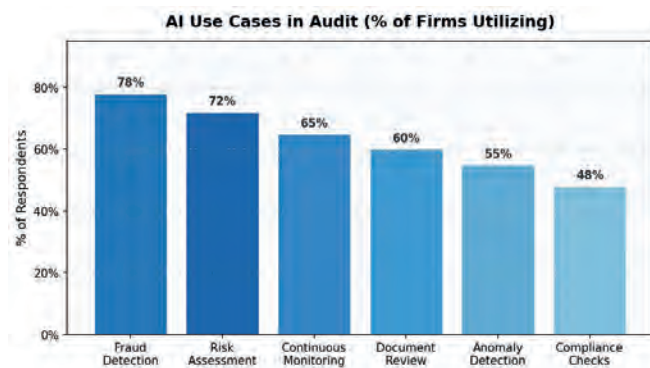 AI Use Cases in Audit (% of Firms Utilizing)
% of Respondents
80%
60%
40%
20%
0%
78%
72%
65%
60%
55%
48%
Fraud
Detection
Risk
Assessment
Continuous
Monitoring
Document
Review
Anomaly
Detection
Compliance
Checks